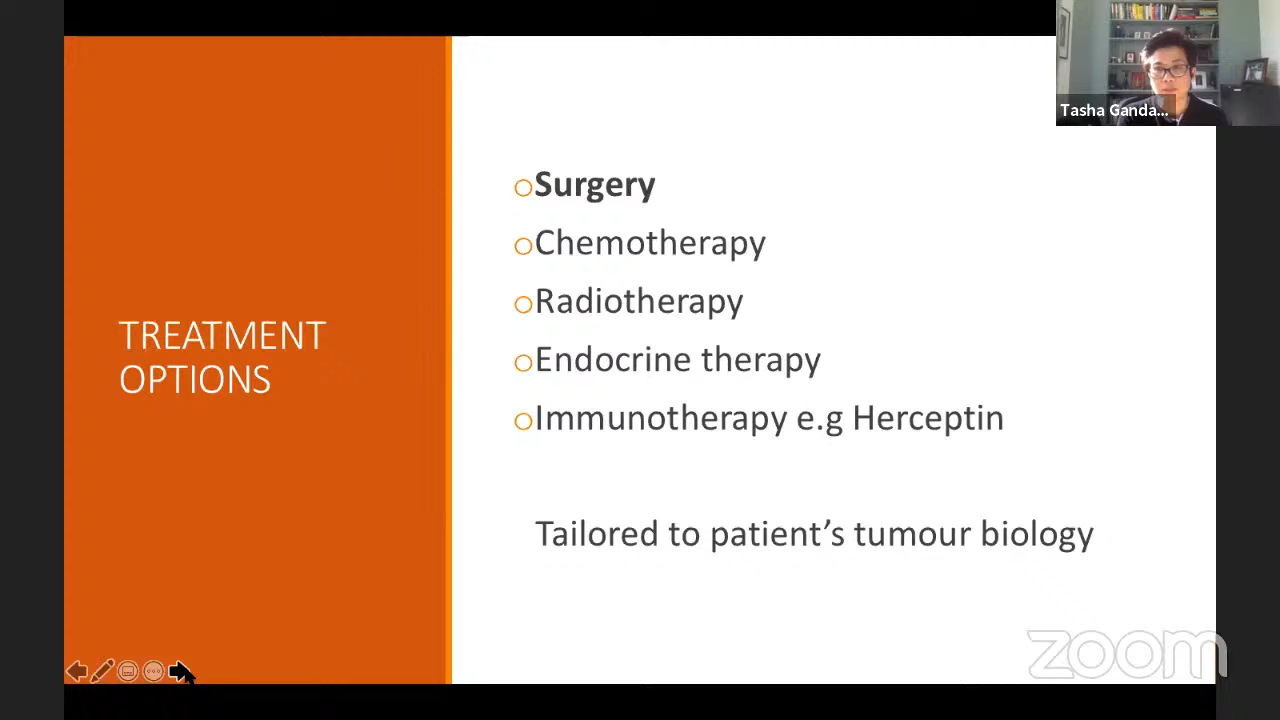 Tasha Ganda...
Surgery
Chemotherapy
Radiotherapy
TREATMENT
OPTIONS
Endocrine therapy
Immunotherapy e.g Herceptin
Tailored to patient’s tumour biology
zoom